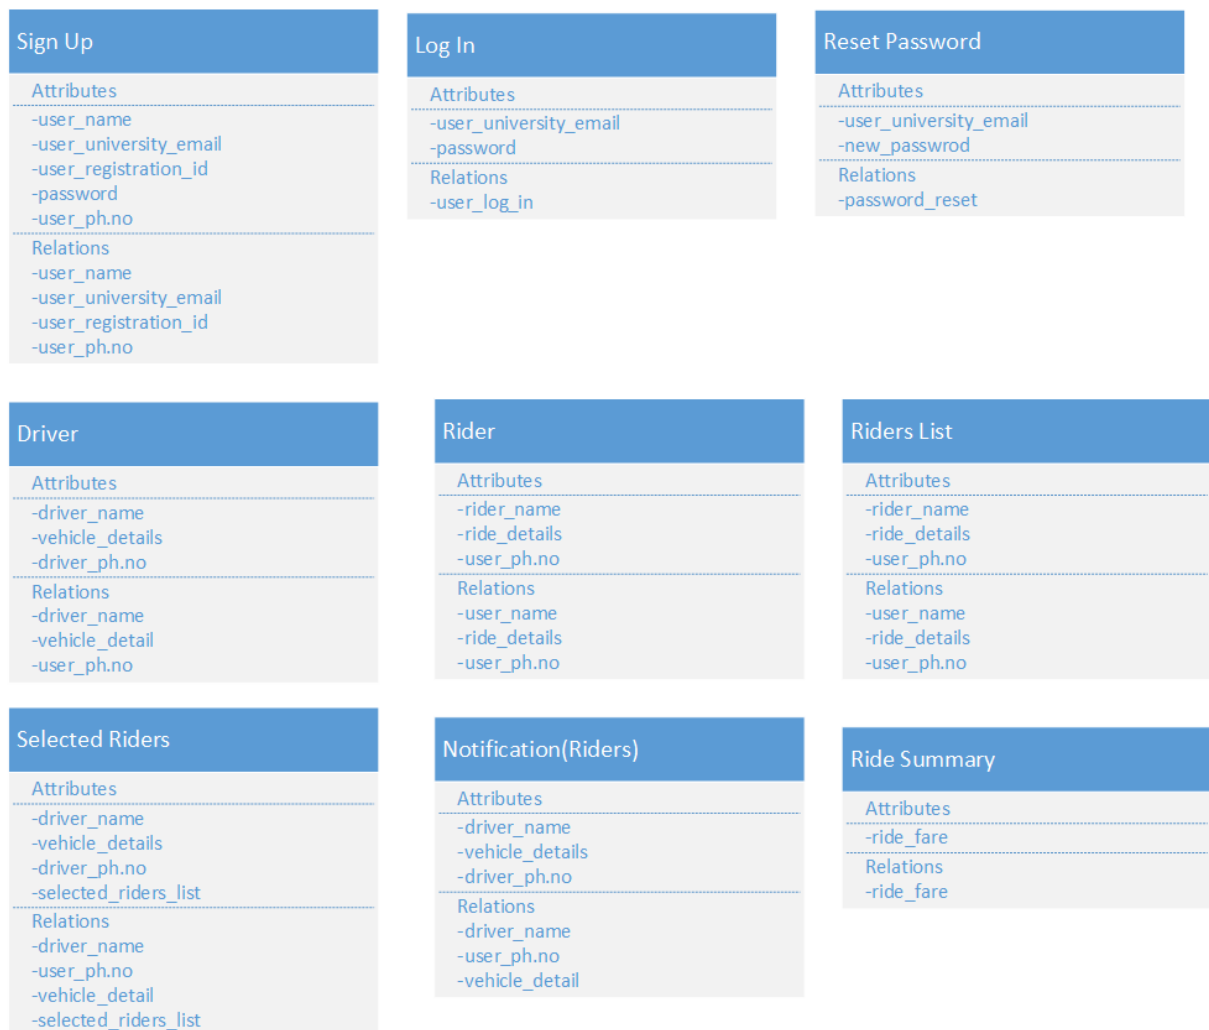 Sign Up
Attributes
-user_name
-user_university_email
-user_registration_id
-password
-user_ph.no
Relations
-user_name
-user_university_email
-user_registration_id
-user_ph.no
Log In
Attributes
-user_university_email
-password
Relations
-user_log_in
Reset Password
Attributes
-user_university_email
-new_passwrod
Relations
-password_reset
Driver
Attributes
-driver_name
-vehicle_details
-driver_ph.no
Relations
-driver_name
-vehicle_detail
-user_ph.no
Rider
Attributes
-rider_name
-ride_details
-user_ph.no
Relations
-user_name
-ride_details
-user_ph.no
Riders List
Attributes
-rider_name
-ride_details
-user_ph.no
Relations
-user_name
-ride_details
-user_ph.no
Selected Riders
Attributes
-driver_name
-vehicle_details
-driver_ph.no
-selected_riders_list
Relations
-driver_name
-user_ph.no
-vehicle_detail
-selected_riders_list
Notification(Riders)
Attributes
-driver_name
-vehicle_details
-driver_ph.no
Relations
-driver_name
-user_ph.no
-vehicle_detail
Ride Summary
Attributes
-ride_fare
Relations
-ride_fare